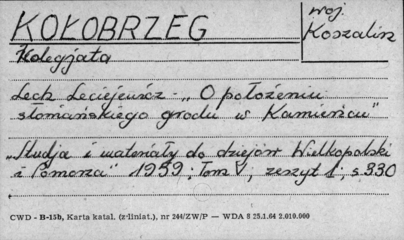 KOŁOBRZEG
woj.
Koszalin
Kolegjata
Lech Leciejewicz - „O położeniu
słowiańskiego grodu w Kamieńcu"
„Studja i materiały do dziejów Wielkopolski
i Pomorza" 1959; Tom V, zeszyt 1, s.330
CWD - B-15b, Karta katal. (z liniat.), nr 244/ZW/P — WDA 8 25.1.64 2.010.000